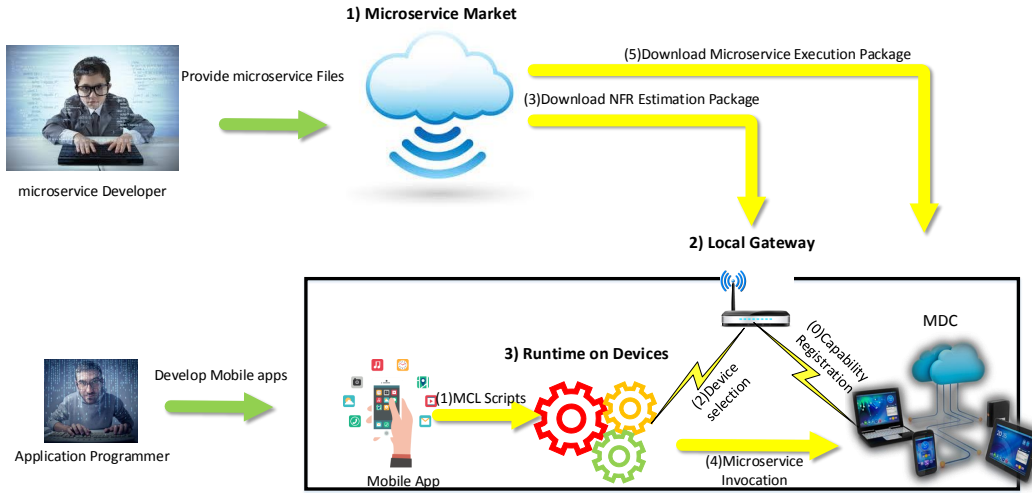 1) Microservice Market
(5)Download Microservice Execution Package
Provide microservice Files
(3)Download NFR Estimation Package
microservice Developer
2) Local Gateway
MDC
(0)Capability
Registration
3) Runtime on Devices
Develop Mobile apps
(1)MCL Scripts
(2)Device
selection
(4)Microservice
Invocation
Application Programmer
Mobile App